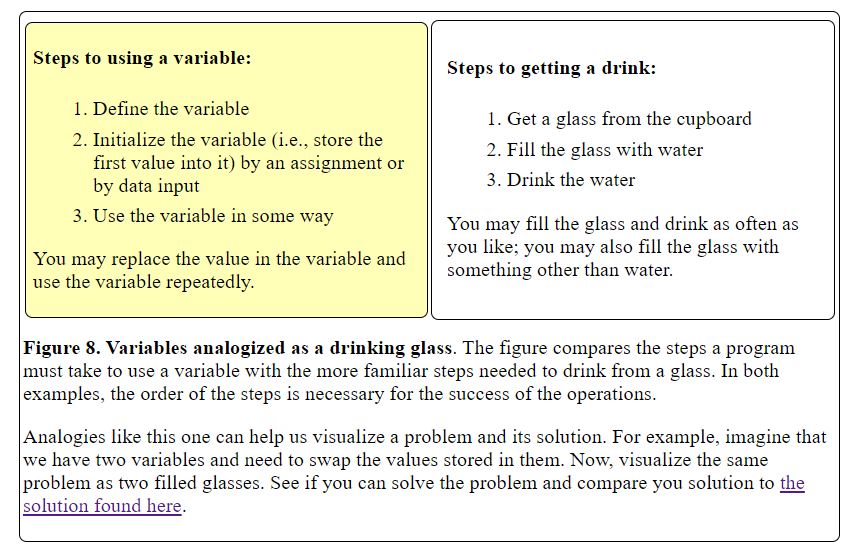 Steps to using a variable:
1. Define the variable
2. Initialize the variable (i.e., store the
first value into it) by an assignment or
by data input
3. Use the variable in some way
You may replace the value in the variable and
use the variable repeatedly.
Steps to getting a drink:
1. Get a glass from the cupboard
2. Fill the glass with water
3. Drink the water
You may fill the glass and drink as often as
you like; you may also fill the glass with
something other than water.
Figure 8. Variables analogized as a drinking glass. The figure compares the steps a program
must take to use a variable with the more familiar steps needed to drink from a glass. In both
examples, the order of the steps is necessary for the success of the operations.
Analogies like this one can help us visualize a problem and its solution. For example, imagine that
we have two variables and need to swap the values stored in them. Now, visualize the same
problem as two filled glasses. See if you can solve the problem and compare you solution to the
solution found here.